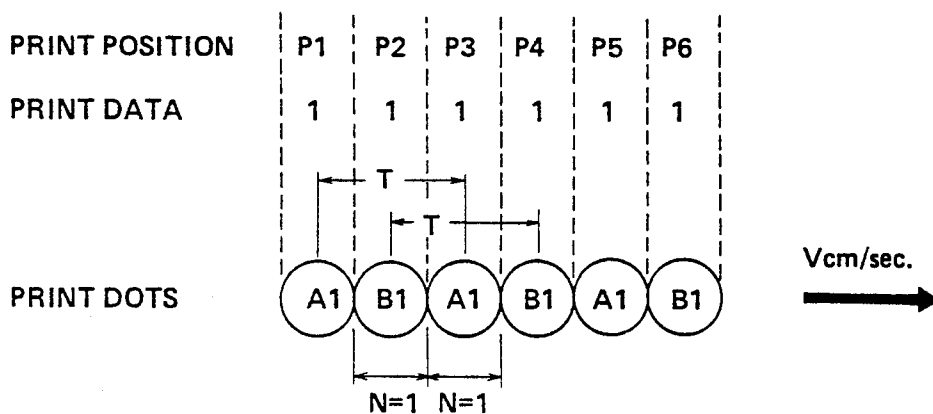 PRINT POSITION P1 P2 P3 P4 P5 P6
PRINT DATA 1 1 1 1 1 1
T
T
Vcm/sec.
PRINT DOTS A1 B1 A1 B1 A1 B1
N=1 N=1